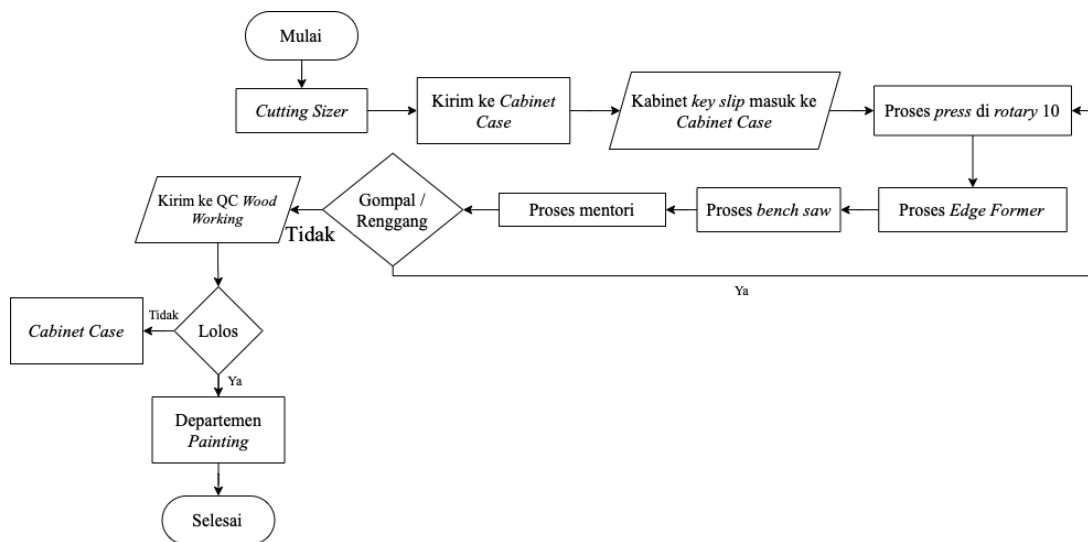 Mulai
Cutting Sizer
Kirim ke Cabinet
Case
Kabinet key slip masuk ke
Cabinet Case
Proses press di rotary 10
Proses Edge Former
Proses bench saw
Proses mentori
Gompal /
Renggang
Ya
Tidak
Kirim ke QC Wood
Working
Lolos
Tidak
Cabinet Case
Ya
Departemen
Painting
Selesai